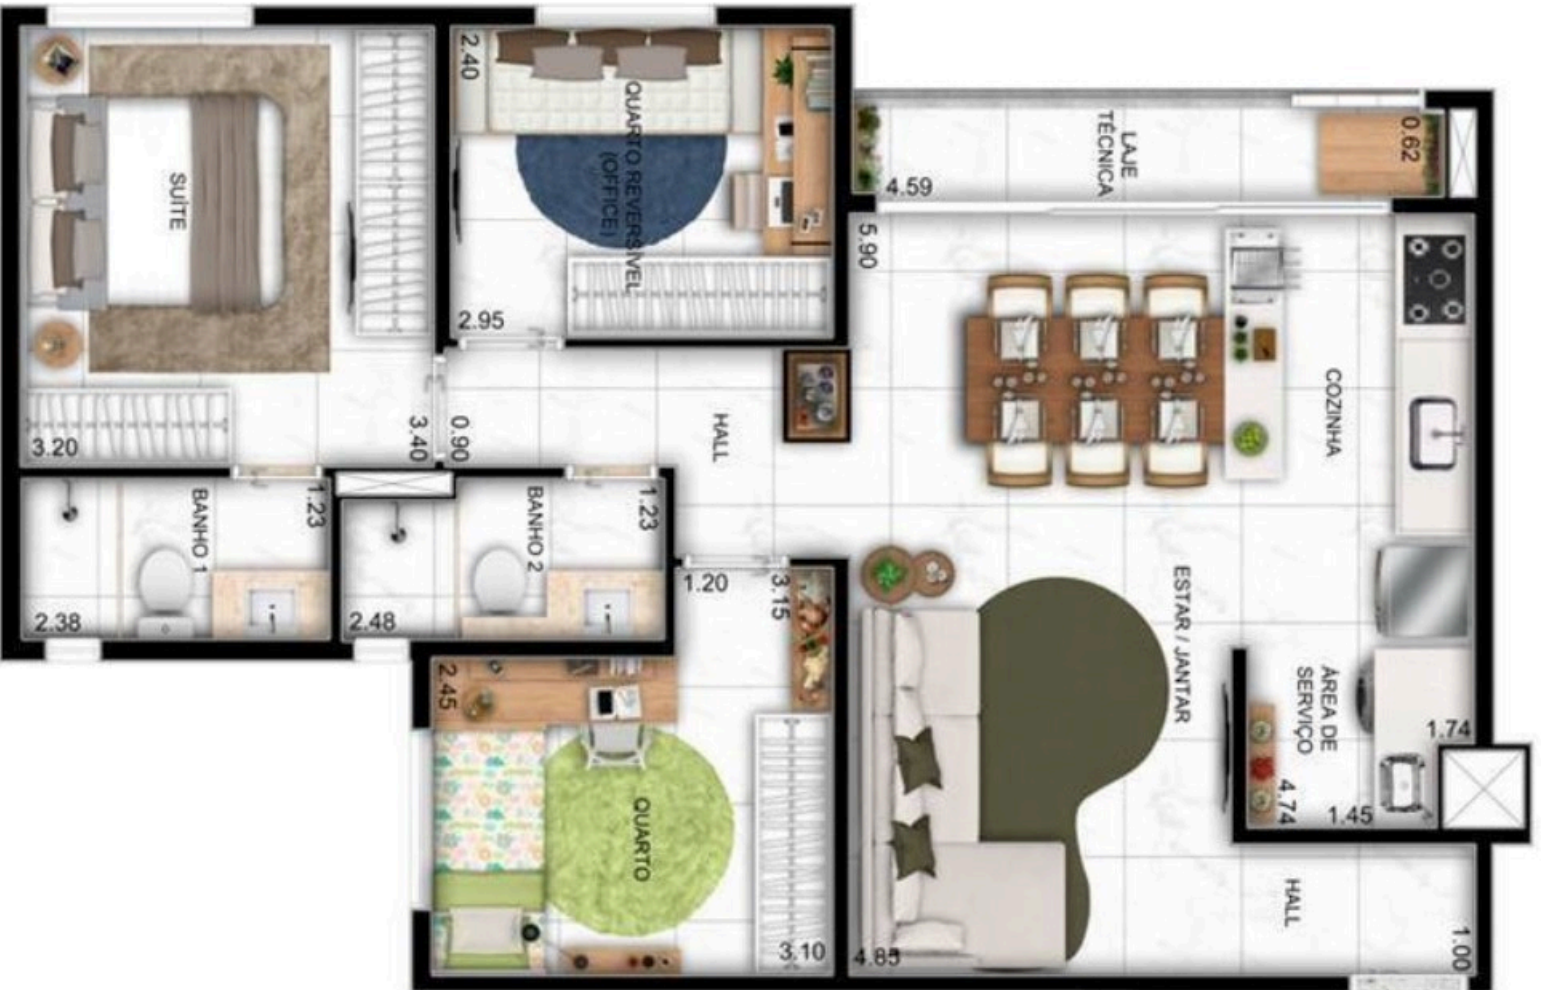 SUÍTE
3.20
3.40
2.40
QUARTO REVERSÍVEL
(OFFICE)
2.95
0.90
HALL
LAJE
TÉCNICA
4.59
0.62
5.90
COZINHA
BANHO 1
1.23
2.38
BANHO 2
1.23
2.48
1.20
3.15
2.45
QUARTO
3.10
ESTAR / JANTAR
4.85
ÁREA DE
SERVIÇO
1.74
4.74
1.45
HALL
1.00